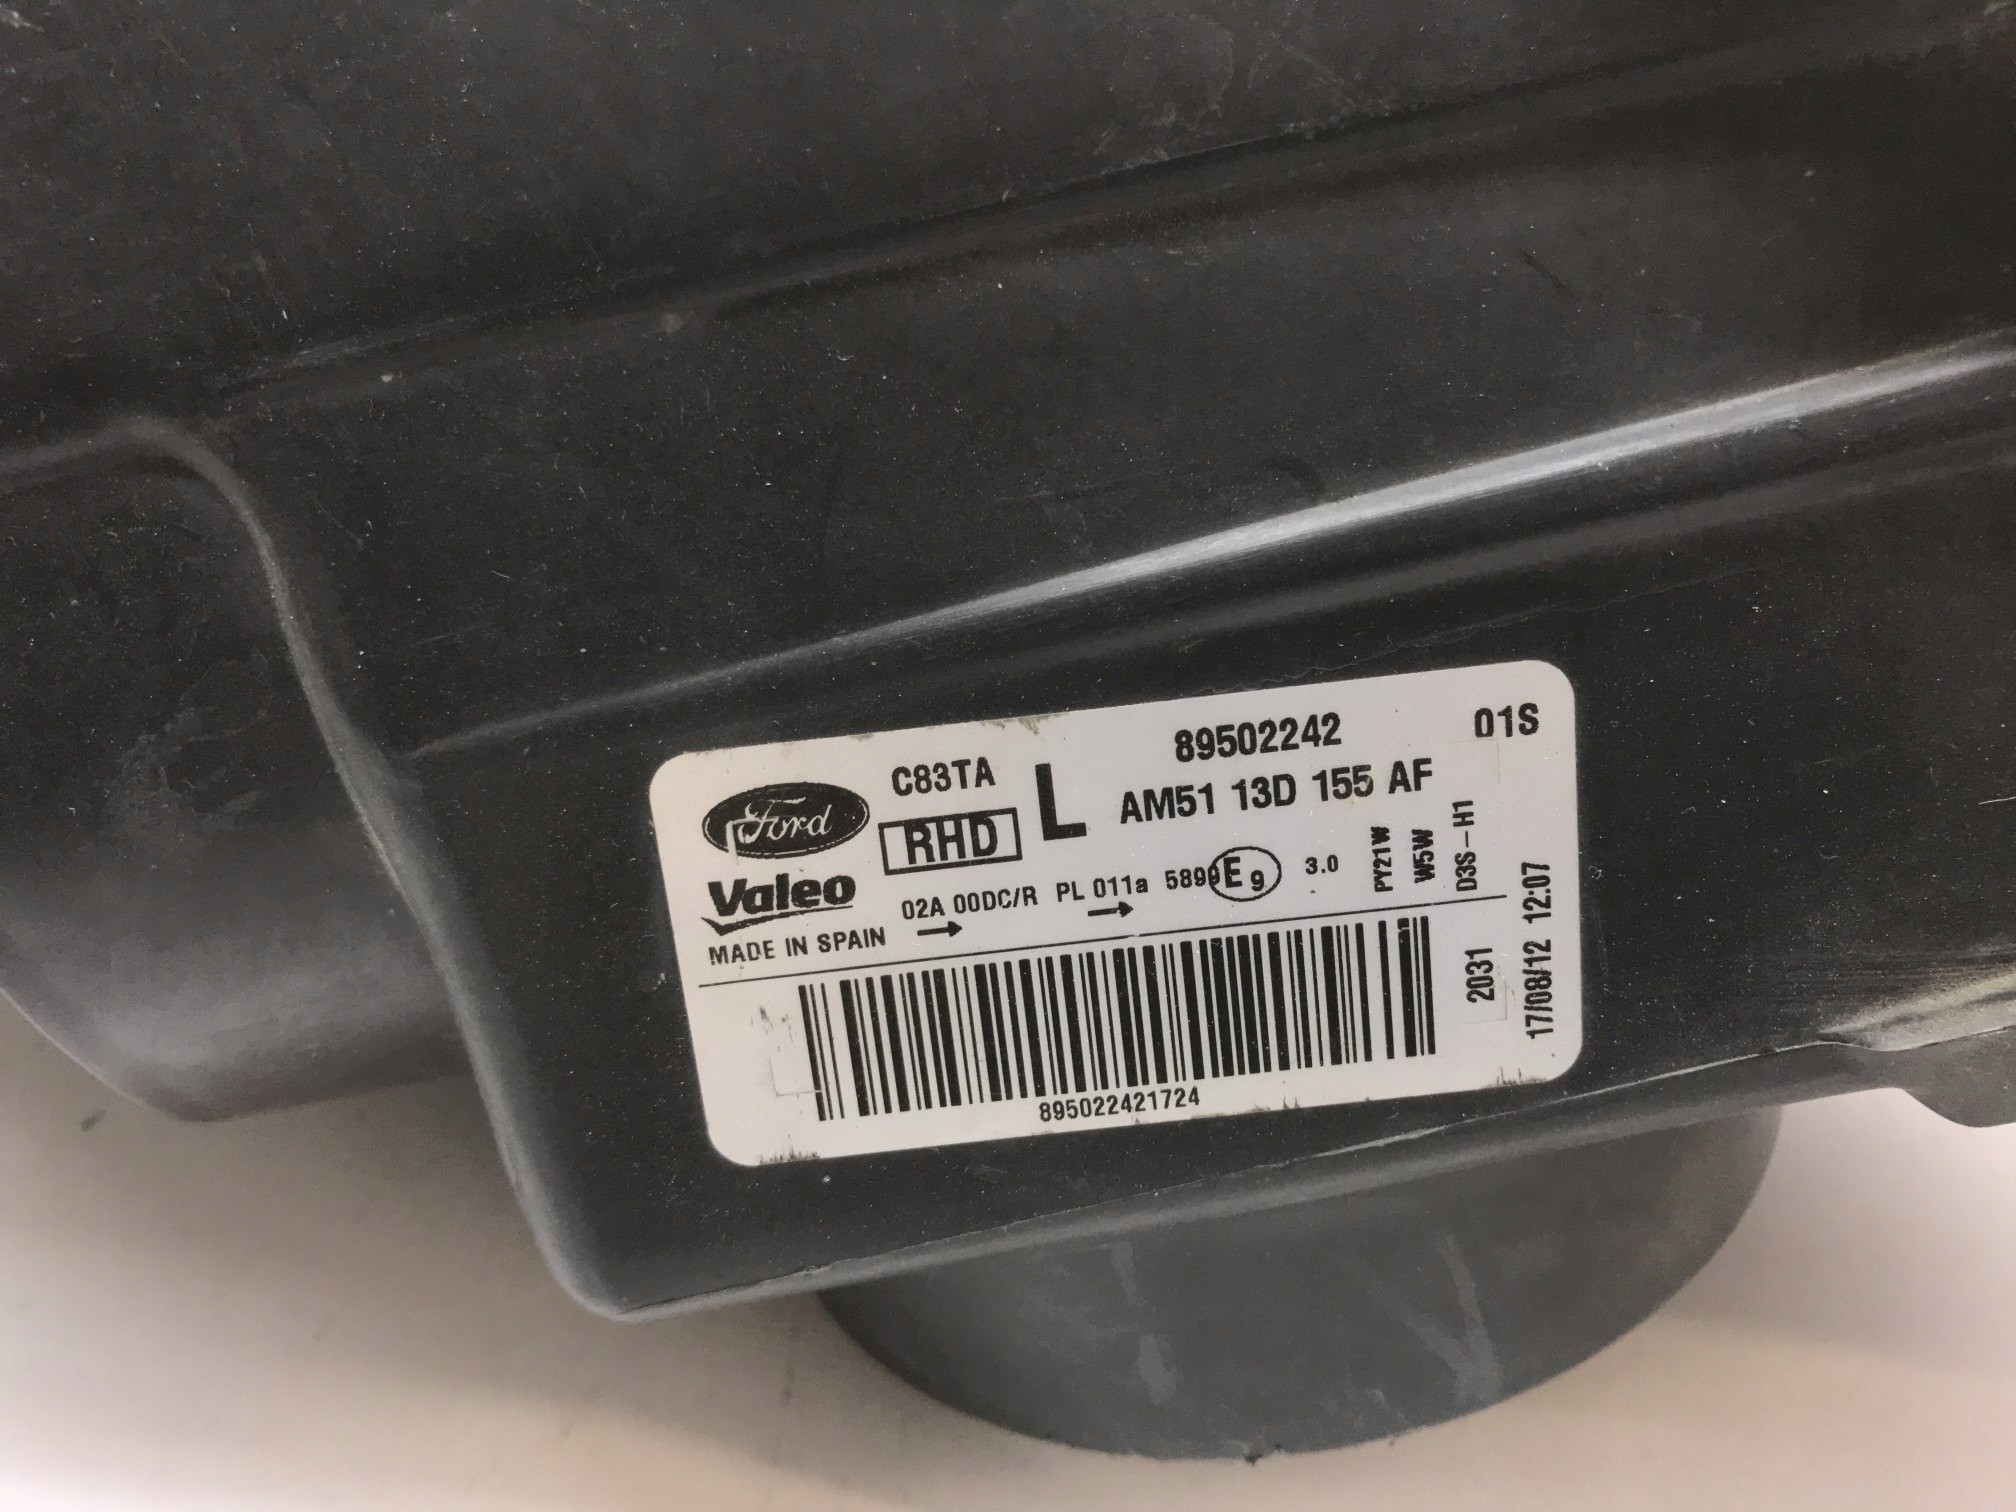 89502242
01S
C83TA
L
AM51 13D 155 AF
Ford
RHD
Valeo
02A 00DC/R PL 011a 5899 E9 3.0
PY21W
W5W
D3S-H1
MADE IN SPAIN
2031
17/08/12 12:07
895022421724